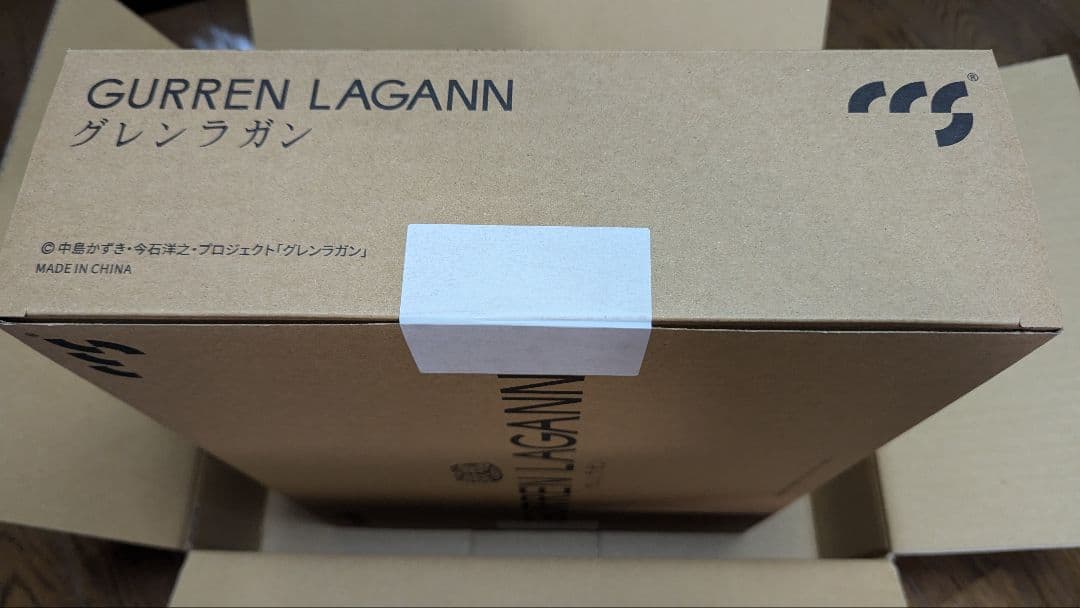 GURREN LAGANN
グレンラガン
ccs®
©中島かずき・今石洋之・プロジェクト「グレンラガン」
MADE IN CHINA
LAGANN